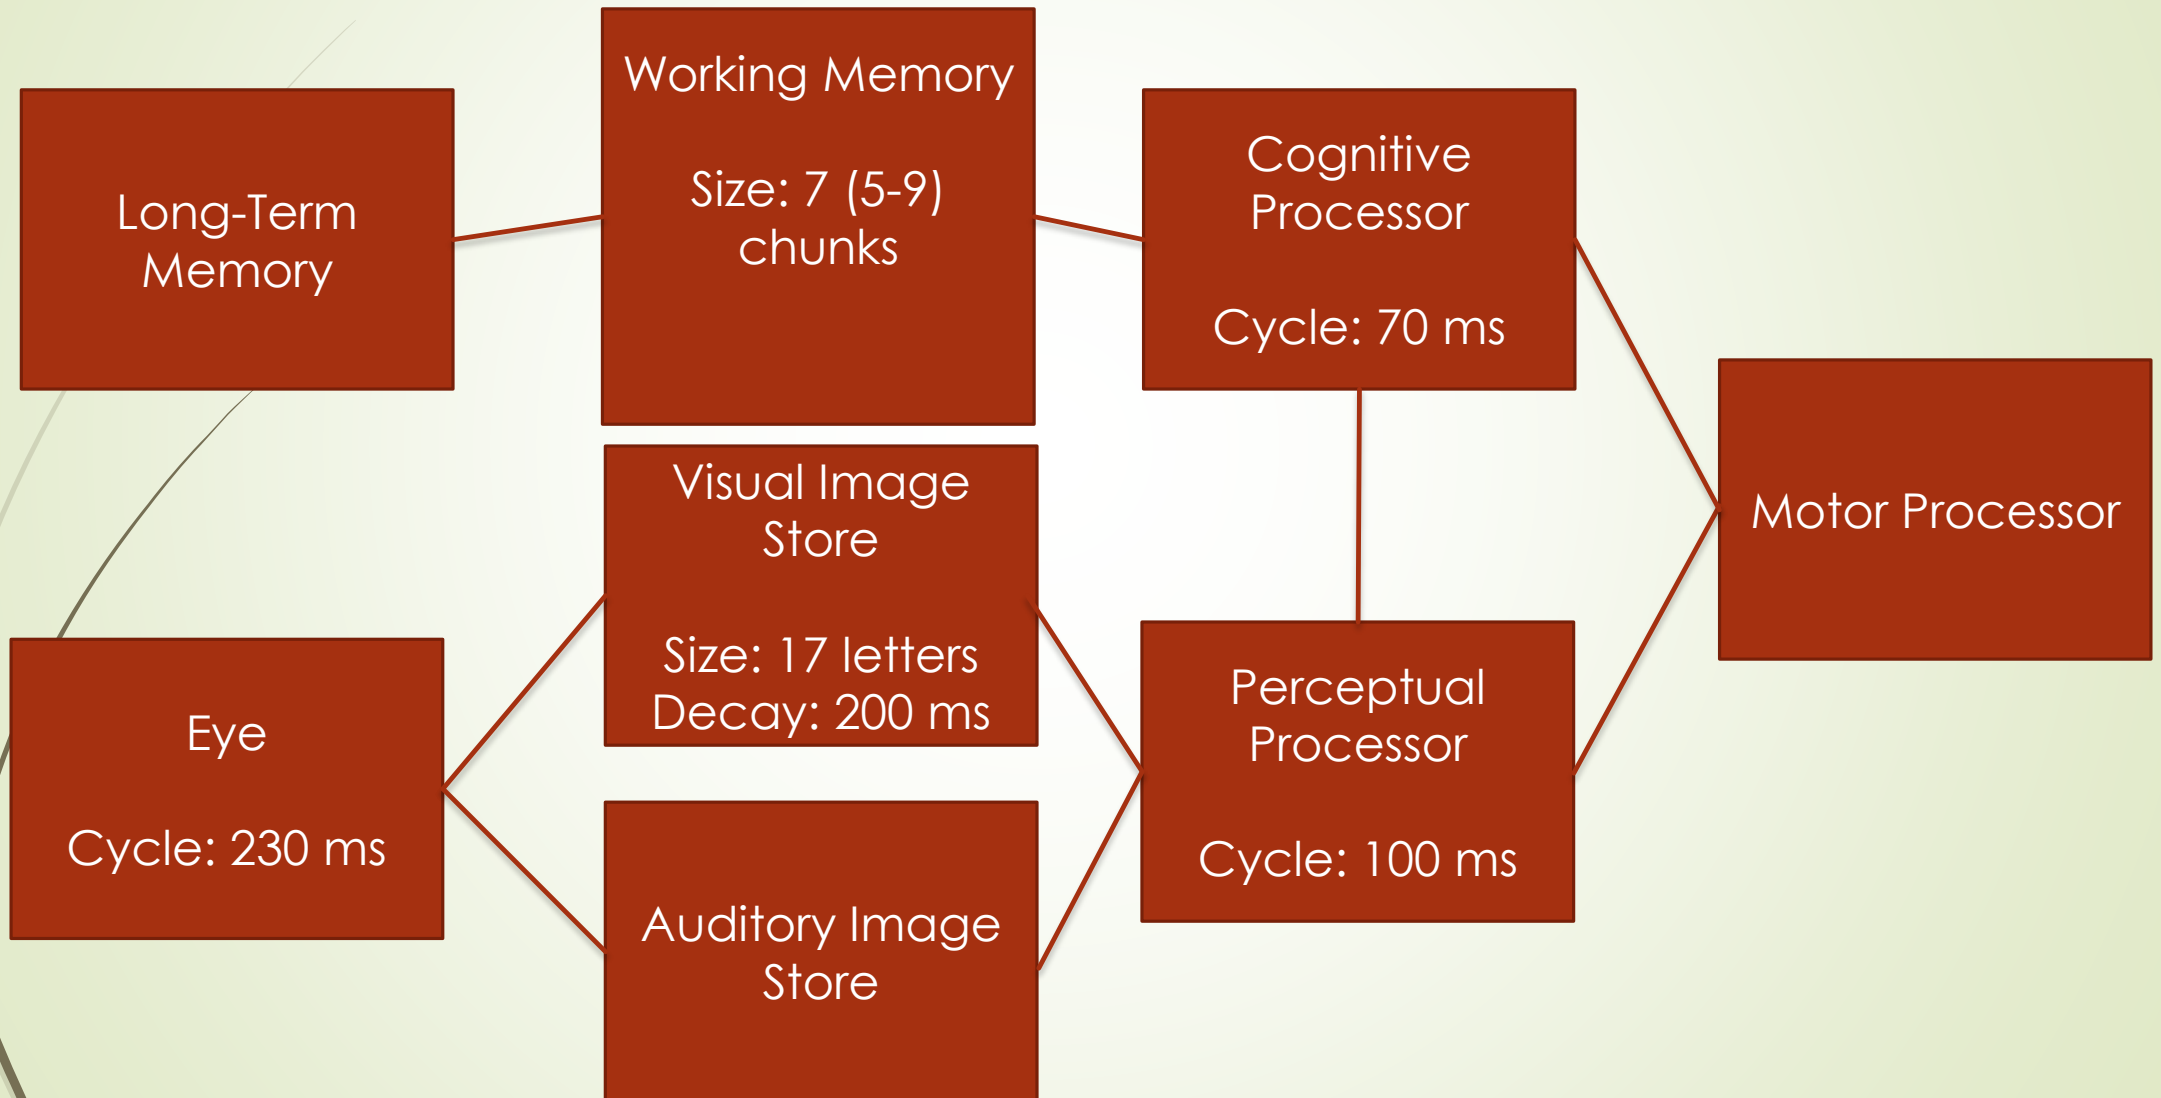 Long-Term
Memory
Working Memory
Size: 7 (5-9)
chunks
Cognitive
Processor
Cycle: 70 ms
Motor Processor
Visual Image
Store
Size: 17 letters
Decay: 200 ms
Eye
Cycle: 230 ms
Perceptual
Processor
Cycle: 100 ms
Auditory Image
Store